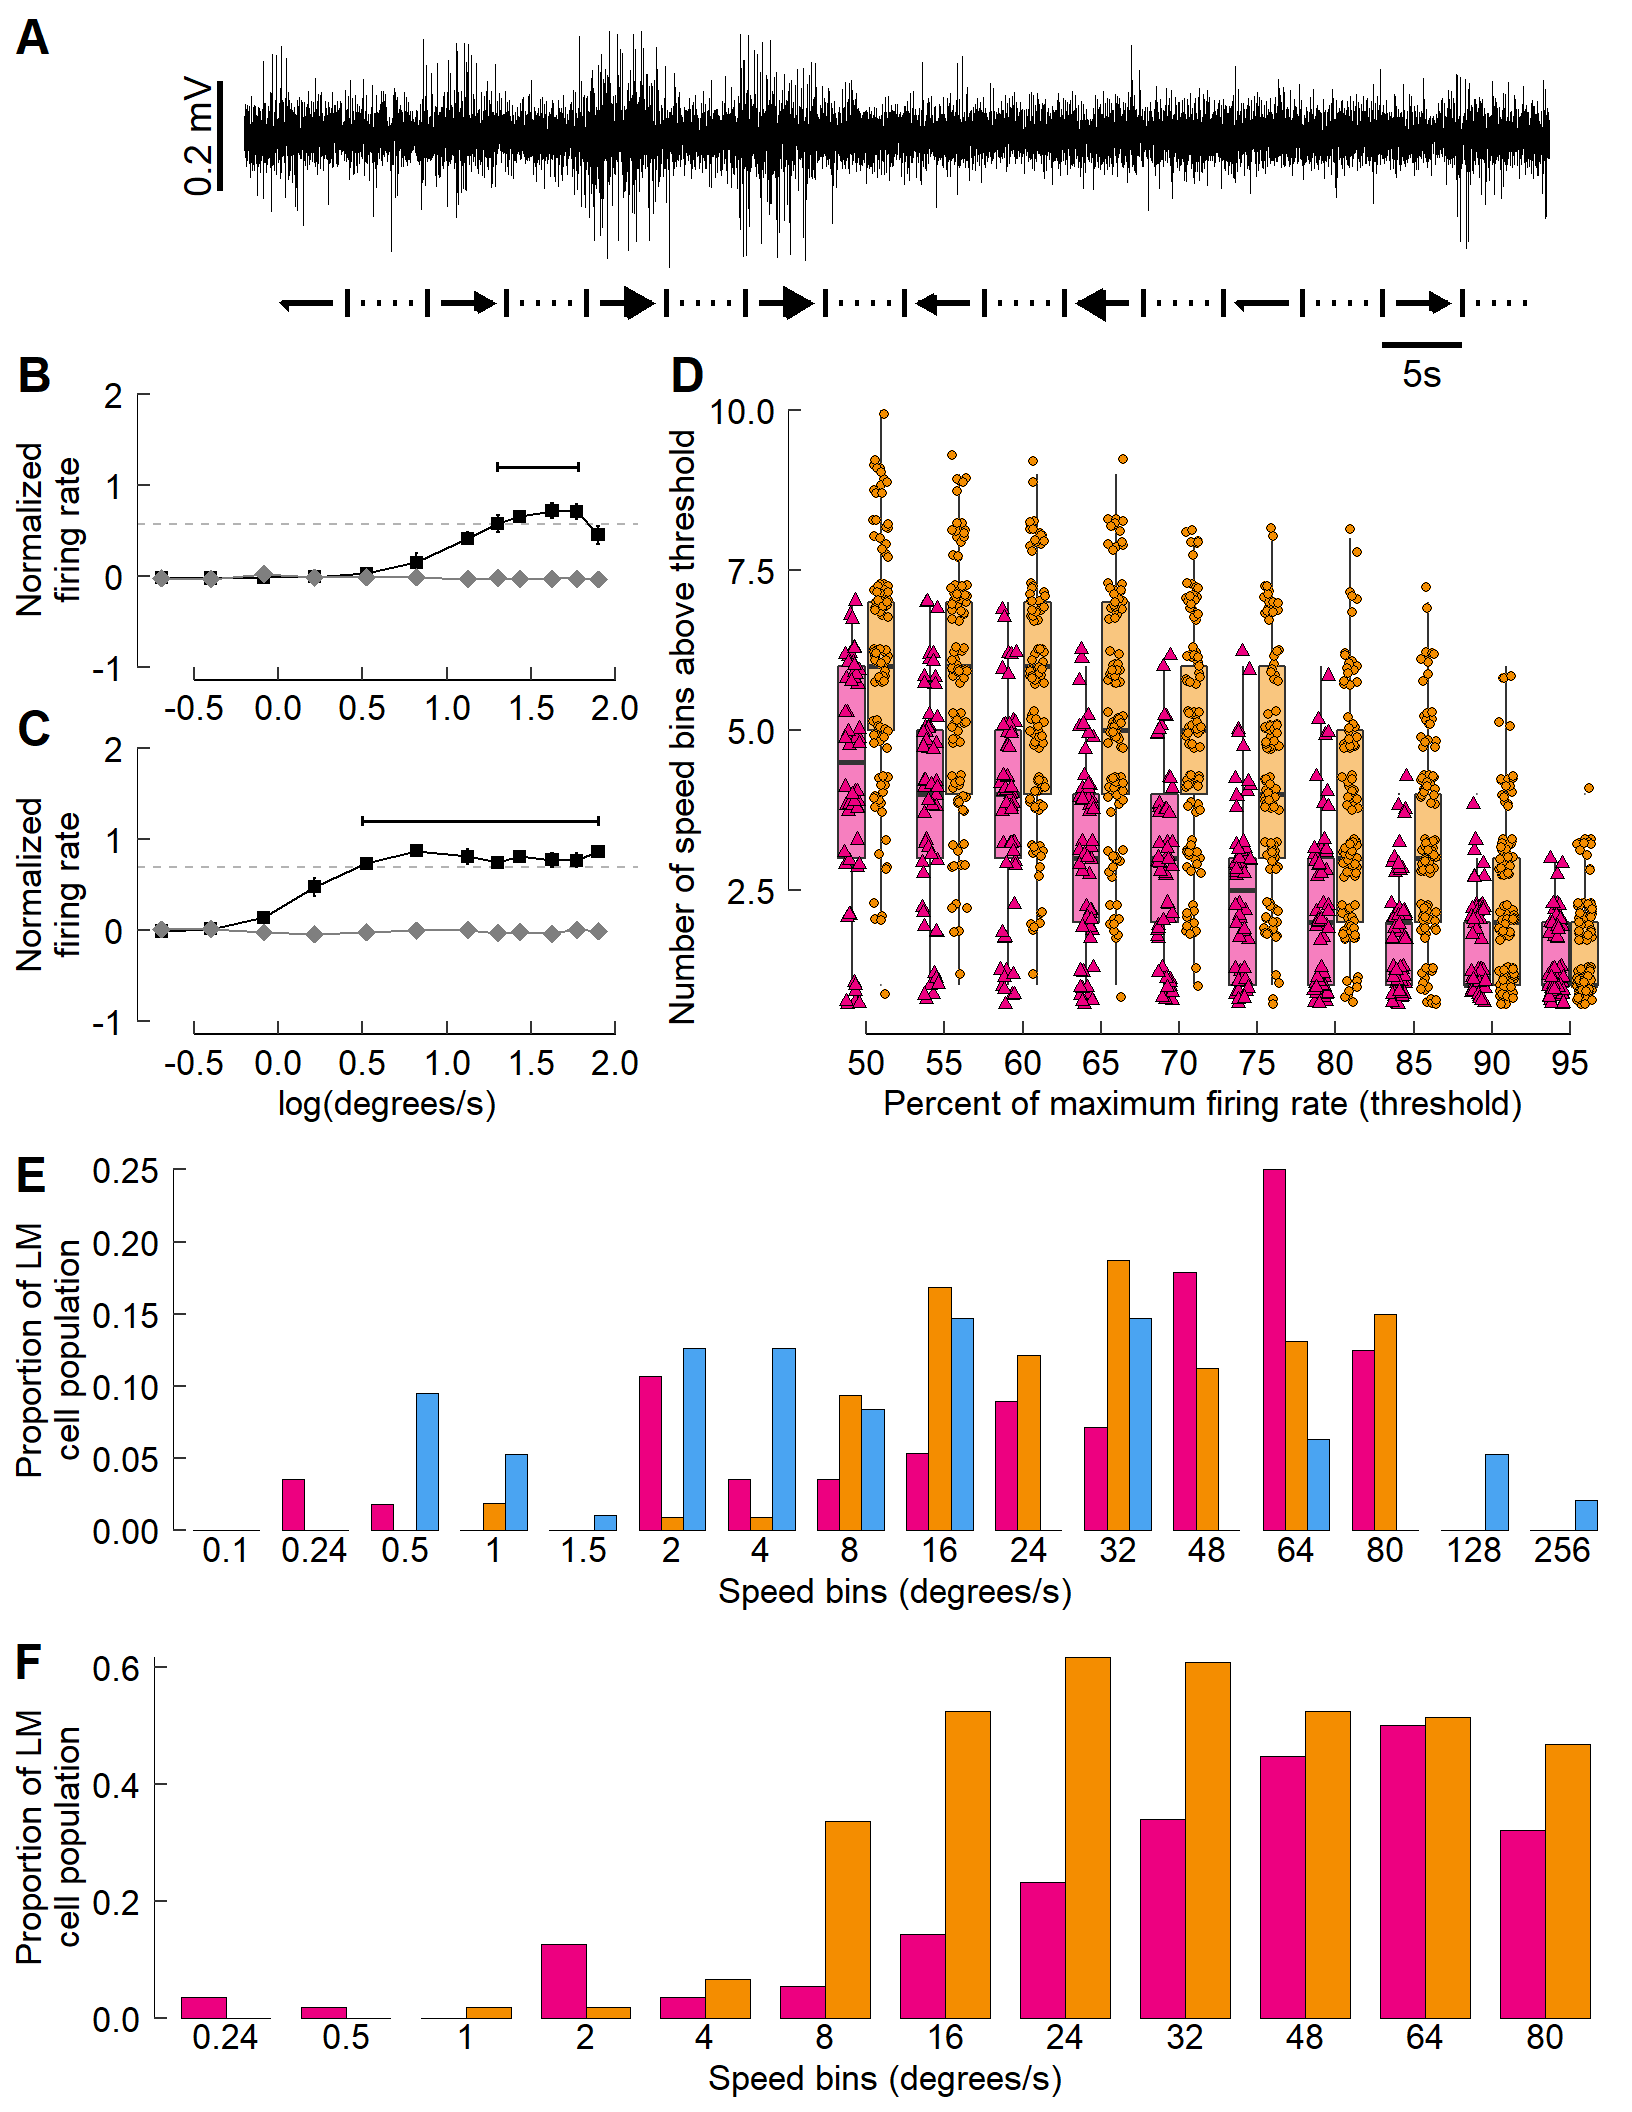 A
0.2 mV
5s
B
2
1
0
-1
Normalized
firing rate
-0.5 0.0 0.5 1.0 1.5 2.0
C
2
1
0
-1
Normalized
firing rate
-0.5 0.0 0.5 1.0 1.5 2.0
log(degrees/s)
D
10.0
7.5
5.0
2.5
Number of speed bins above threshold
50 55 60 65 70 75 80 85 90 95
Percent of maximum firing rate (threshold)
E
0.25
0.20
0.15
0.10
0.05
0.00
Proportion of LM
cell population
0.1 0.24 0.5 1 1.5 2 4 8 16 24 32 48 64 80 128 256
Speed bins (degrees/s)
F
0.6
0.4
0.2
0.0
Proportion of LM
cell population
0.24 0.5 1 2 4 8 16 24 32 48 64 80
Speed bins (degrees/s)